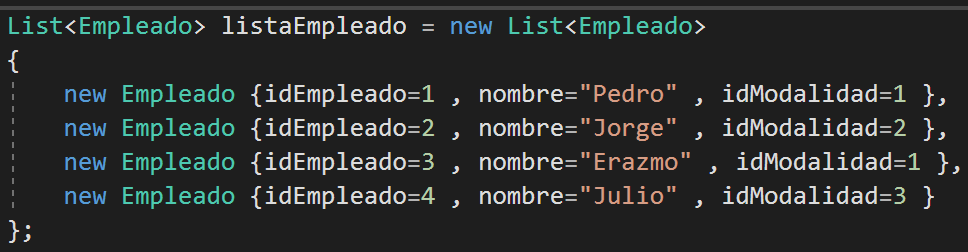 List<Empleado> listaEmpleado = new List<Empleado>
{
new Empleado {idEmpleado=1 , nombre="Pedro" , idModalidad=1 },
new Empleado {idEmpleado=2 , nombre="Jorge" , idModalidad=2 },
new Empleado {idEmpleado=3 , nombre="Erazmo" , idModalidad=1 },
new Empleado {idEmpleado=4 , nombre="Julio" , idModalidad=3 }
};